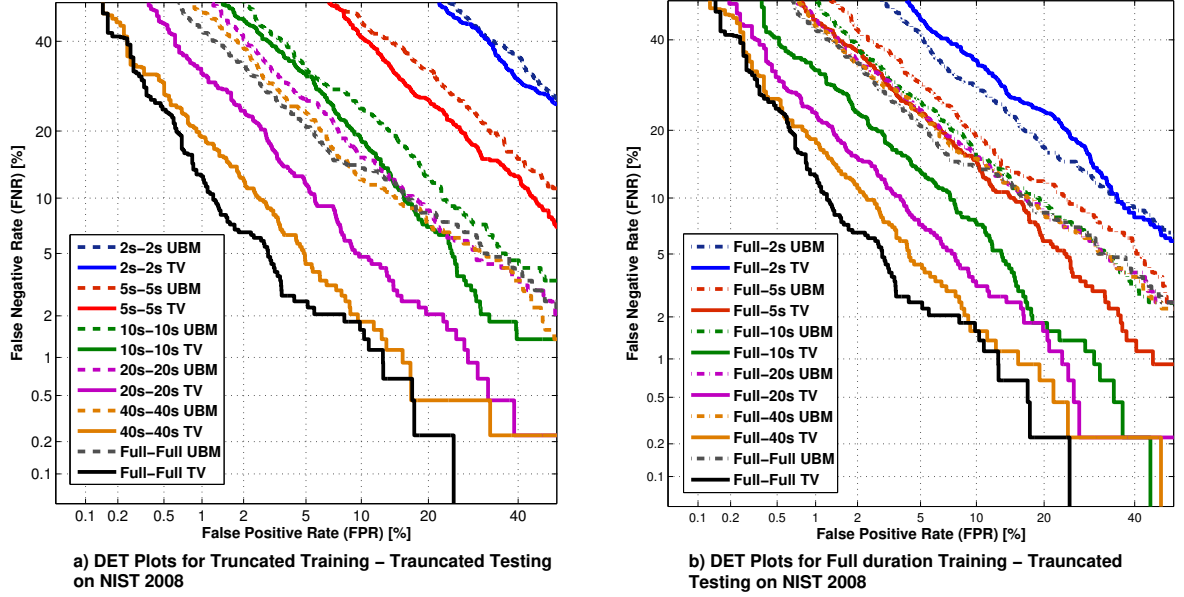 False Negative Rate (FNR) [%]
40
20
10
5
2
1
0.5
0.2
0.1
2s-2s UBM
2s-2s TV
5s-5s UBM
5s-5s TV
10s-10s UBM
10s-10s TV
20s-20s UBM
20s-20s TV
40s-40s UBM
40s-40s TV
Full-Full UBM
Full-Full TV
0.1 0.2 0.5 1 2 5 10 20 40
False Positive Rate (FPR) [%]
a) DET Plots for Truncated Training – Trauncated Testing
on NIST 2008
False Negative Rate (FNR) [%]
40
20
10
5
2
1
0.5
0.2
0.1
Full-2s UBM
Full-2s TV
Full-5s UBM
Full-5s TV
Full-10s UBM
Full-10s TV
Full-20s UBM
Full-20s TV
Full-40s UBM
Full-40s TV
Full-Full UBM
Full-Full TV
0.1 0.2 0.5 1 2 5 10 20 40
False Positive Rate (FPR) [%]
b) DET Plots for Full duration Training – Trauncated
Testing on NIST 2008